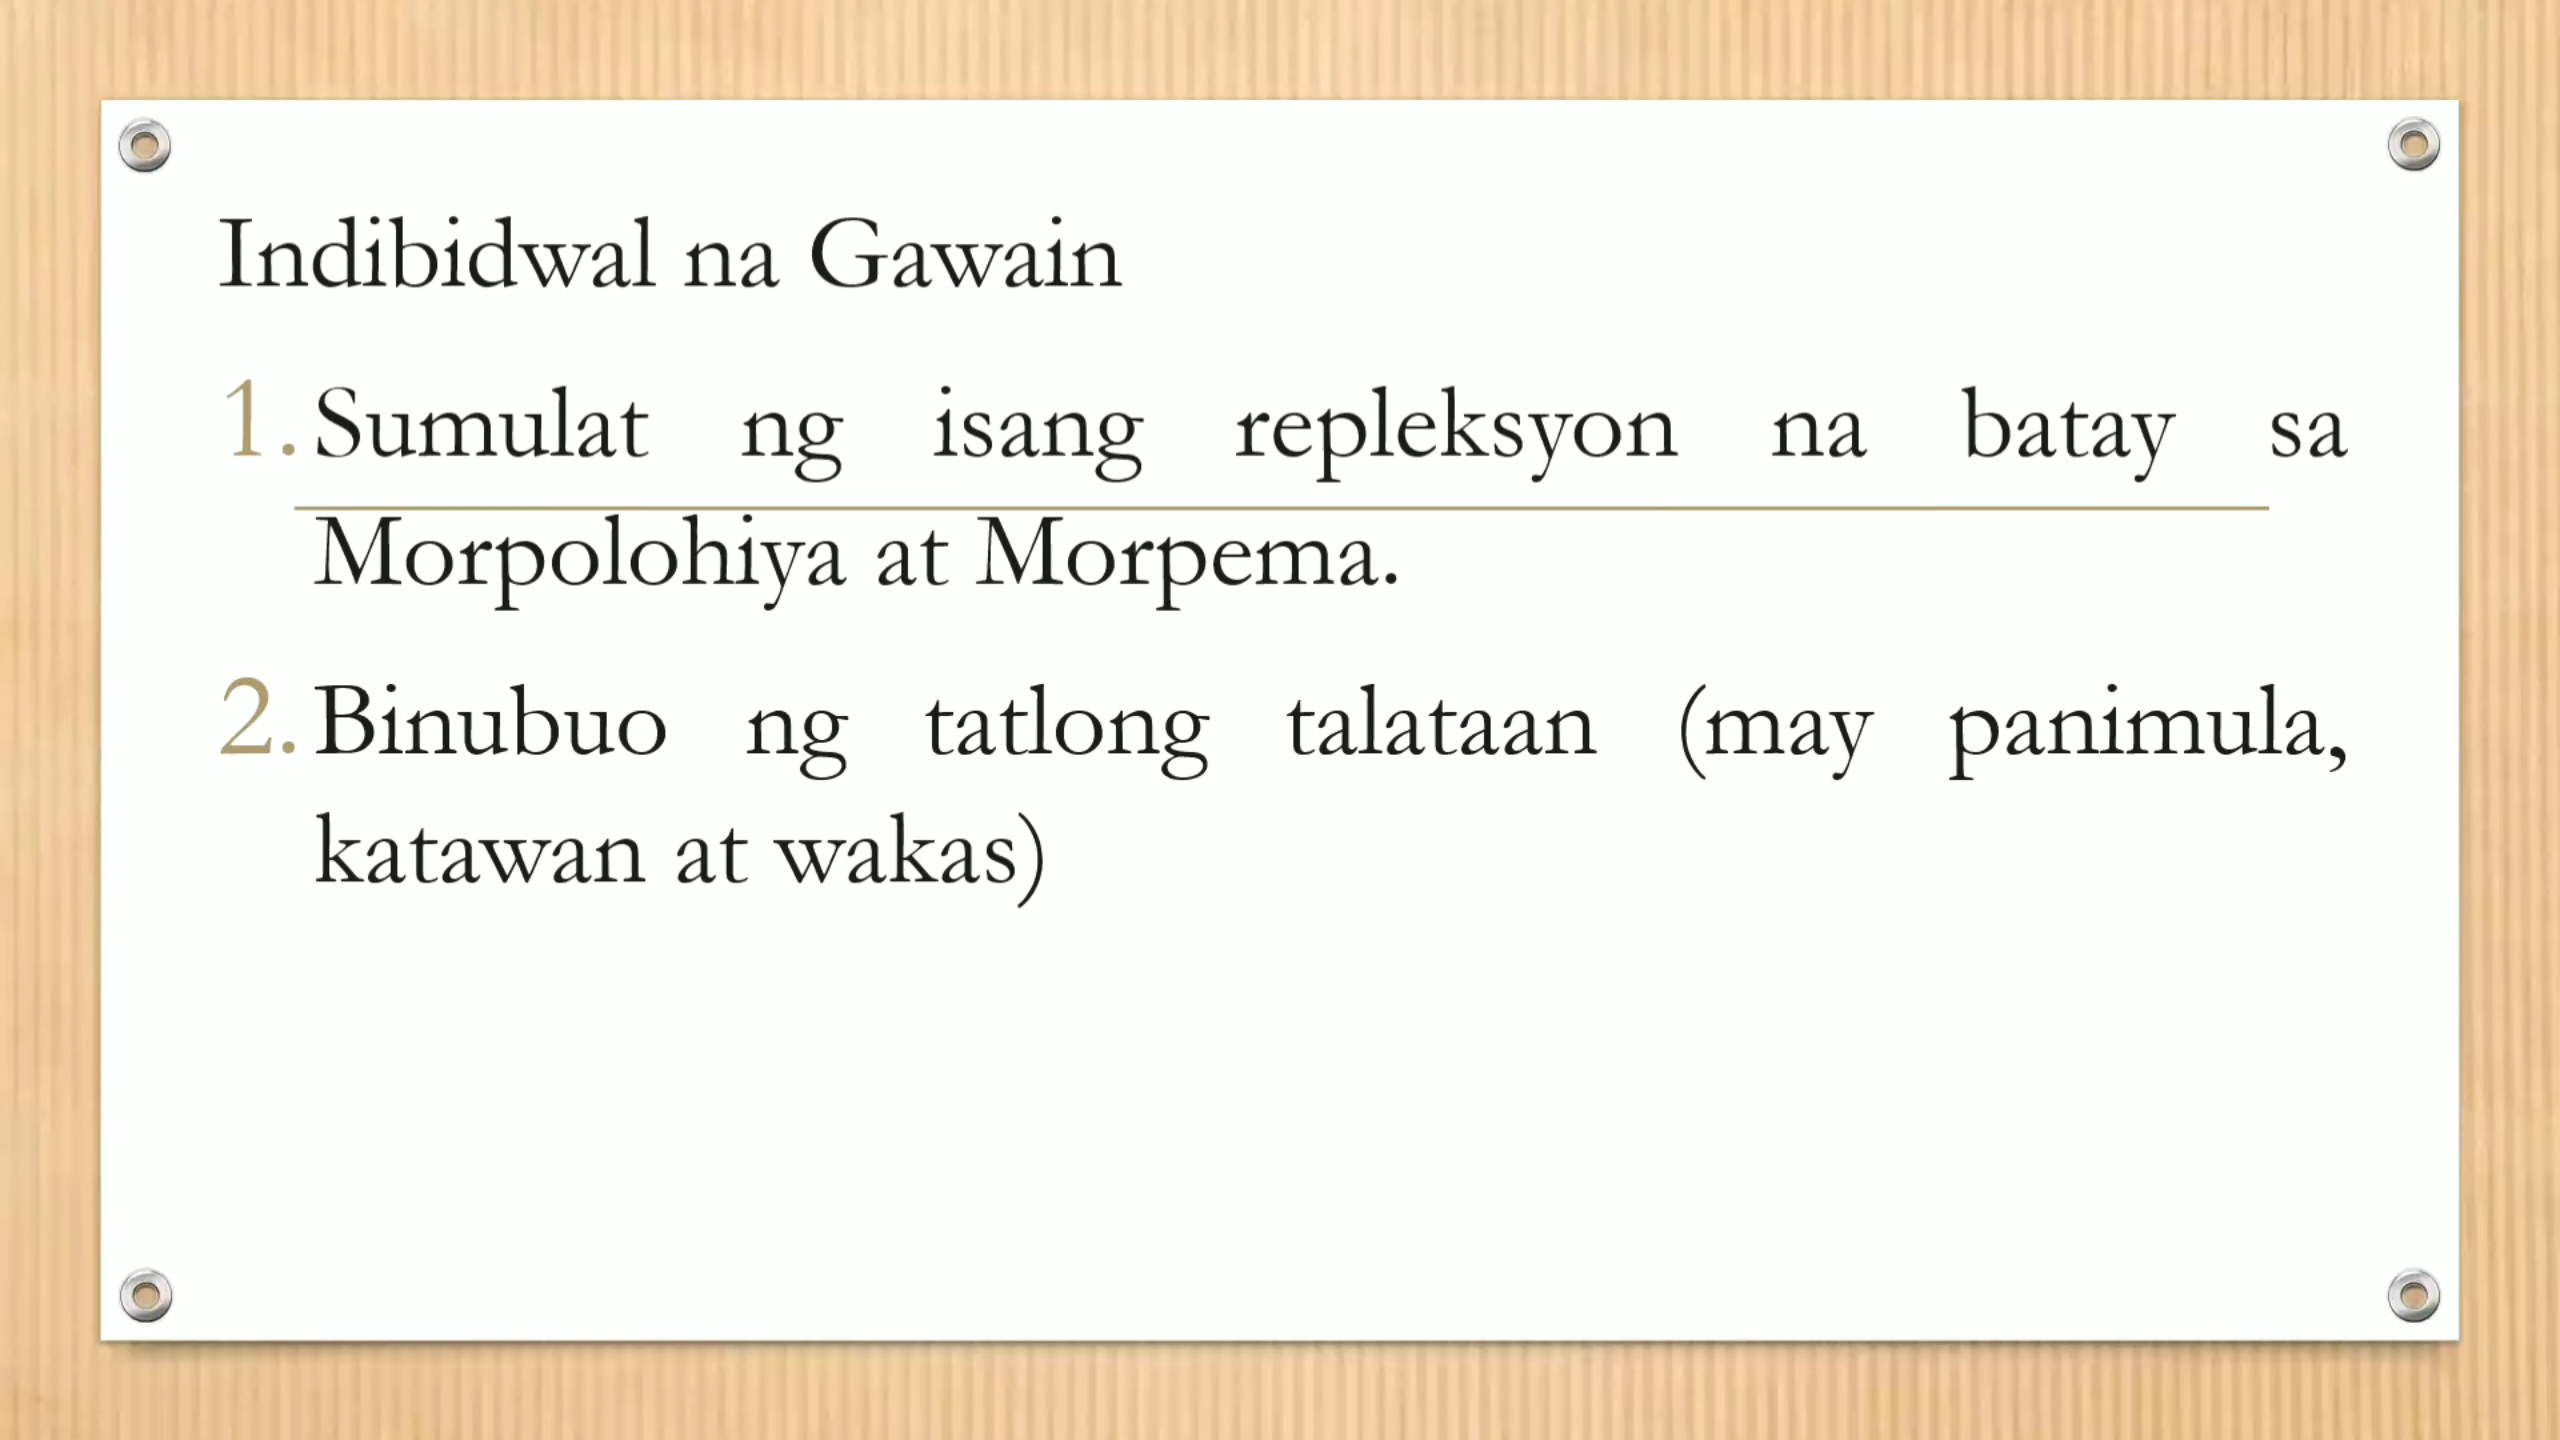 Indibidwal na Gawain
1. Sumulat ng isang repleksyon na batay sa
Morpolohiya at Morpema.
2. Binubuo ng tatlong talataan (may panimula,
katawan at wakas)